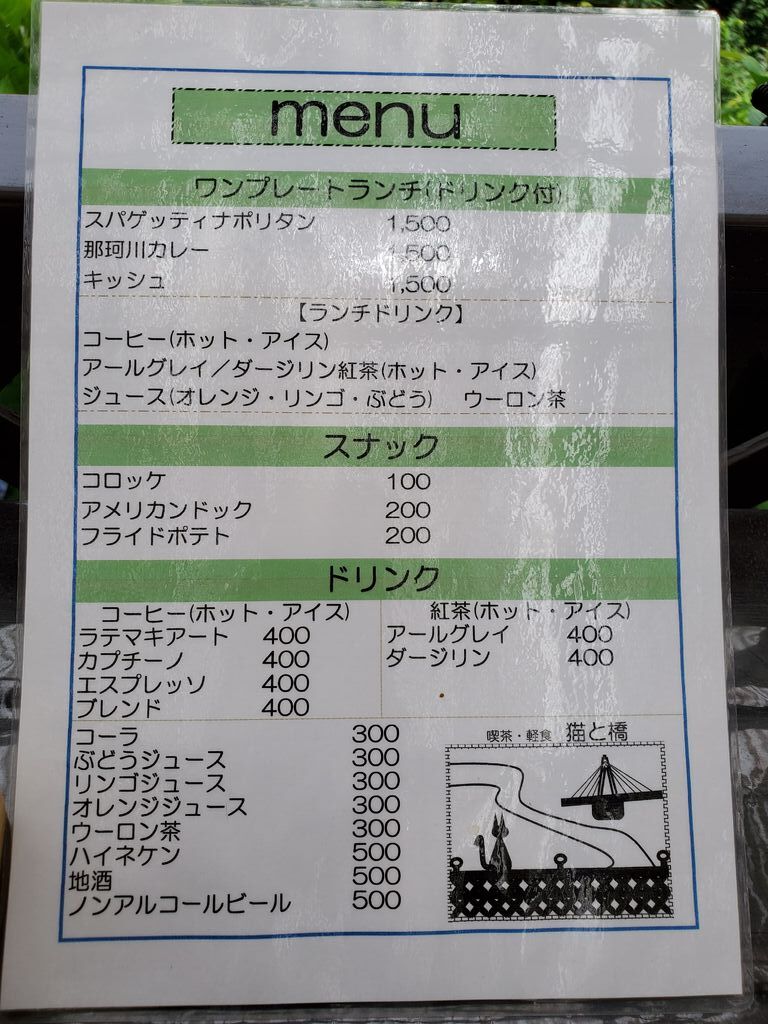 menu
ワンプレートランチ(ドリンク付)
スパゲッティナポリタン 1,500
那珂川カレー 1,500
キッシュ 1,500
【ランチドリンク】
コーヒー(ホット・アイス)
アールグレイ／ダージリン紅茶(ホット・アイス)
ジュース(オレンジ・リンゴ・ぶどう) ウーロン茶
スナック
コロッケ 100
アメリカンドック 200
フライドポテト 200
ドリンク
コーヒー(ホット・アイス)
ラテマキアート 400
カプチーノ 400
エスプレッソ 400
ブレンド 400
紅茶(ホット・アイス)
アールグレイ 400
ダージリン 400
コーラ 300
ぶどうジュース 300
リンゴジュース 300
オレンジジュース 300
ウーロン茶 300
ハイネケン 500
地酒 500
ノンアルコールビール 500
喫茶・軽食 猫と橋